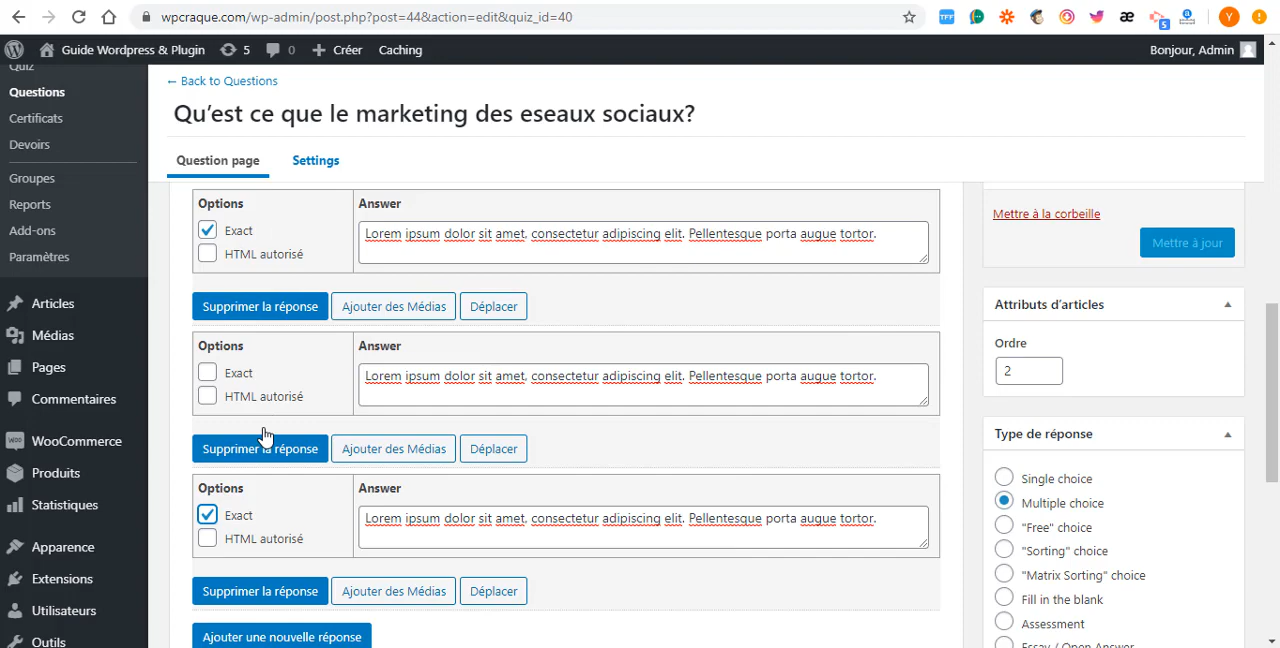 wpcraque.com/wp-admin/post.php?post=44&action=edit&quiz_id=40
TFF
æ
5
Y
Guide Wordpress & Plugin
5
0
Créer
Caching
Bonjour, Admin
Quiz
Questions
Certificats
Devoirs
Groupes
Reports
Add-ons
Paramètres
Articles
Médias
Pages
Commentaires
WooCommerce
Produits
Statistiques
Apparence
Extensions
Utilisateurs
Outils
← Back to Questions
Qu’est ce que le marketing des eseaux sociaux?
Question page
Settings
Options
Answer
Exact
HTML autorisé
Lorem ipsum dolor sit amet, consectetur adipiscing elit. Pellentesque porta augue tortor.
Supprimer la réponse
Ajouter des Médias
Déplacer
Options
Answer
Exact
HTML autorisé
Lorem ipsum dolor sit amet, consectetur adipiscing elit. Pellentesque porta augue tortor.
Supprimer la réponse
Ajouter des Médias
Déplacer
Options
Answer
Exact
HTML autorisé
Lorem ipsum dolor sit amet, consectetur adipiscing elit. Pellentesque porta augue tortor.
Supprimer la réponse
Ajouter des Médias
Déplacer
Ajouter une nouvelle réponse
Mettre à la corbeille
Mettre à jour
Attributs d’articles
Ordre
2
Type de réponse
Single choice
Multiple choice
"Free" choice
"Sorting" choice
"Matrix Sorting" choice
Fill in the blank
Assessment
Essay / Open Answer